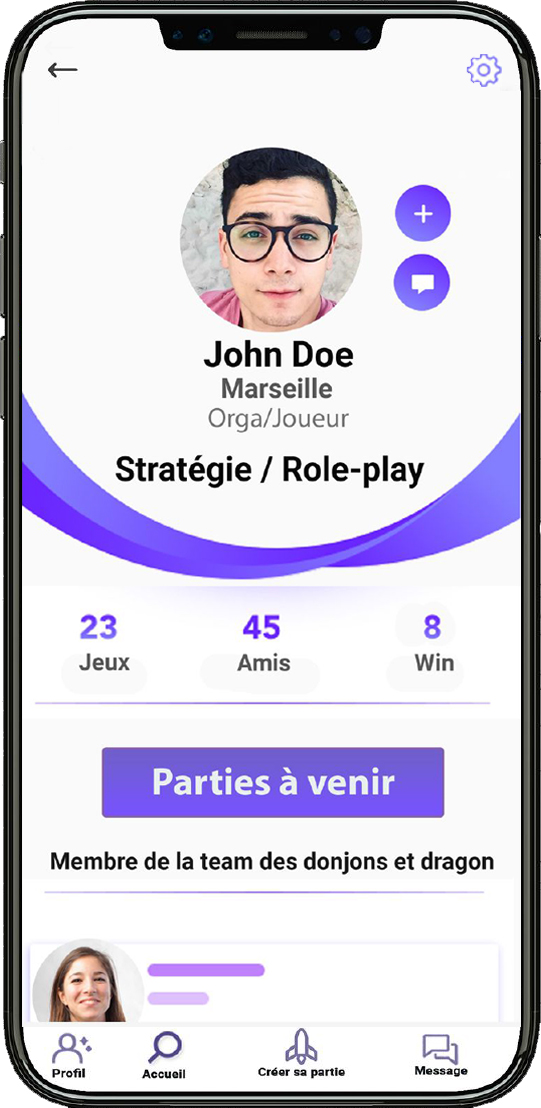 John Doe
Marseille
Orga/Joueur
Stratégie / Role-play
23 45 8
Jeux Amis Win
Parties à venir
Membre de la team des donjons et dragon
Profil Accueil Créer sa partie Message